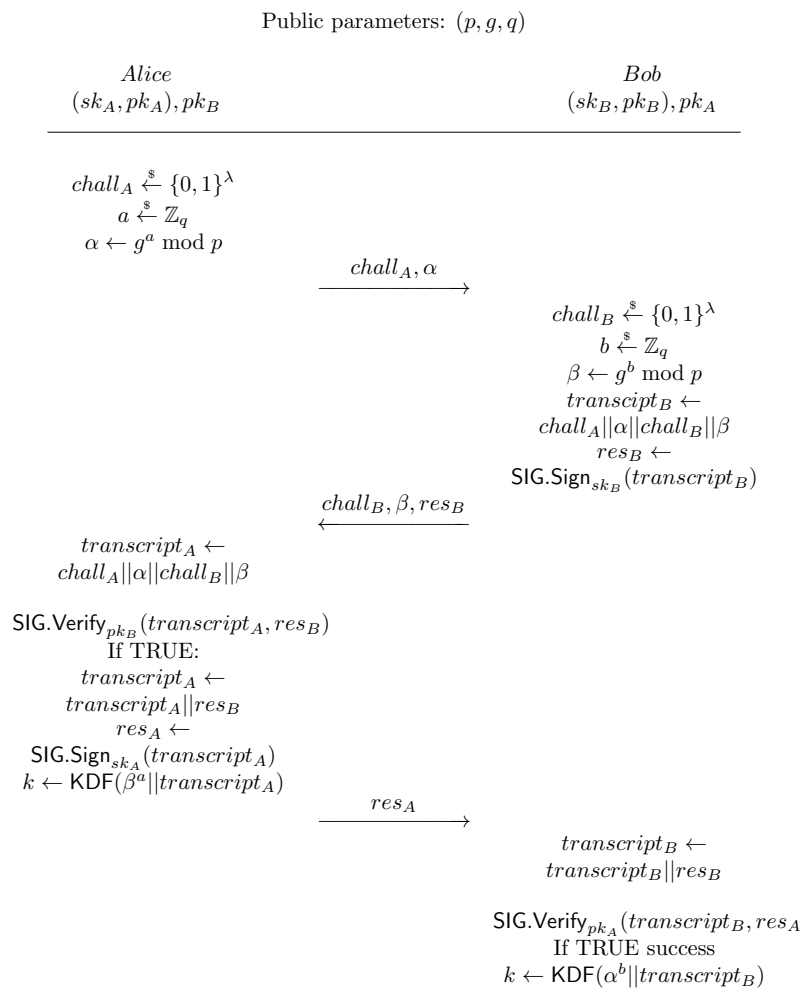 Public parameters: (p, g, q)
Alice
(sk_A, pk_A), pk_B
Bob
(sk_B, pk_B), pk_A
chall_A ←$ {0, 1}^λ
a ←$ ℤ_q
α ← g^a mod p
chall_A, α
chall_B ←$ {0, 1}^λ
b ←$ ℤ_q
β ← g^b mod p
transcipt_B ←
chall_A||α||chall_B||β
res_B ←
SIG.Sign_{sk_B}(transcript_B)
chall_B, β, res_B
transcript_A ←
chall_A||α||chall_B||β
SIG.Verify_{pk_B}(transcript_A, res_B)
If TRUE:
transcript_A ←
transcript_A||res_B
res_A ←
SIG.Sign_{sk_A}(transcript_A)
k ← KDF(β^a||transcript_A)
res_A
transcript_B ←
transcript_B||res_B
SIG.Verify_{pk_A}(transcript_B, res_A
If TRUE success
k ← KDF(α^b||transcript_B)